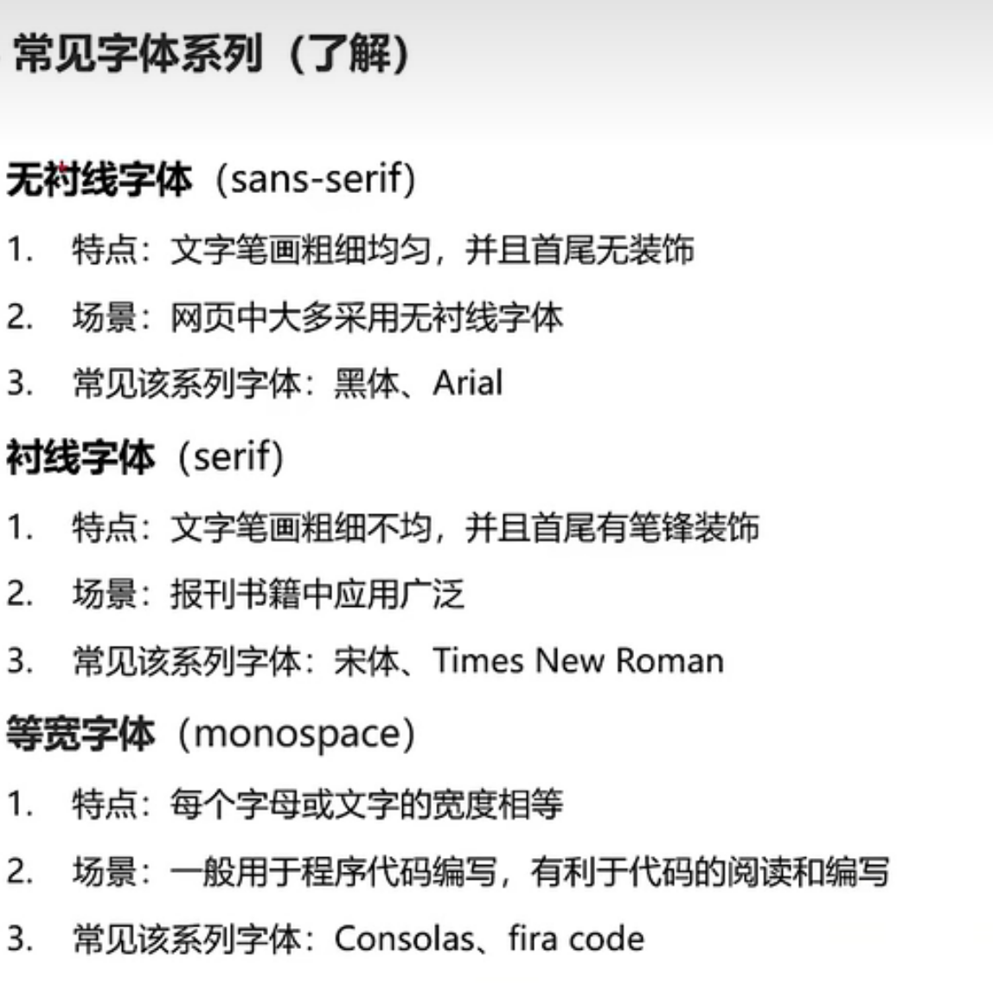 常见字体系列（了解）
无衬线字体（sans-serif）
1. 特点：文字笔画粗细均匀，并且首尾无装饰
2. 场景：网页中大多采用无衬线字体
3. 常见该系列字体：黑体、Arial
衬线字体（serif）
1. 特点：文字笔画粗细不均，并且首尾有笔锋装饰
2. 场景：报刊书籍中应用广泛
3. 常见该系列字体：宋体、Times New Roman
等宽字体（monospace）
1. 特点：每个字母或文字的宽度相等
2. 场景：一般用于程序代码编写，有利于代码的阅读和编写
3. 常见该系列字体：Consolas、fira code